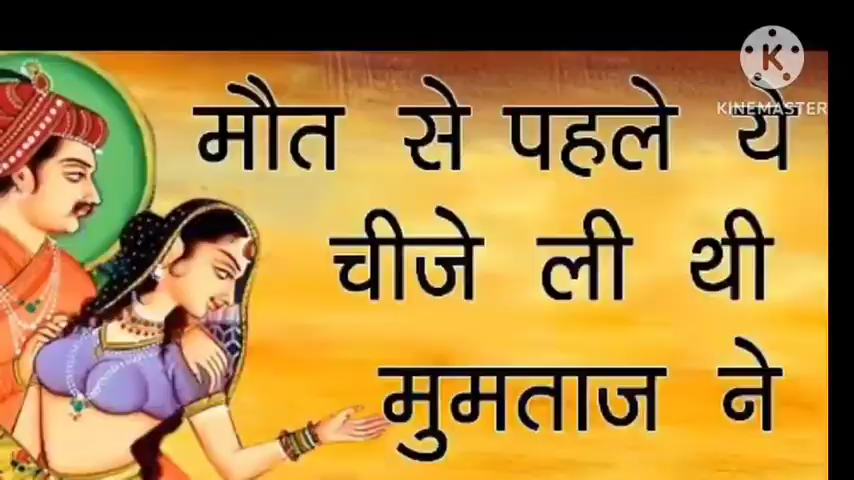 मौत से पहले ये
चीजे ली थी
मुमताज ने
K
KINEMASTER